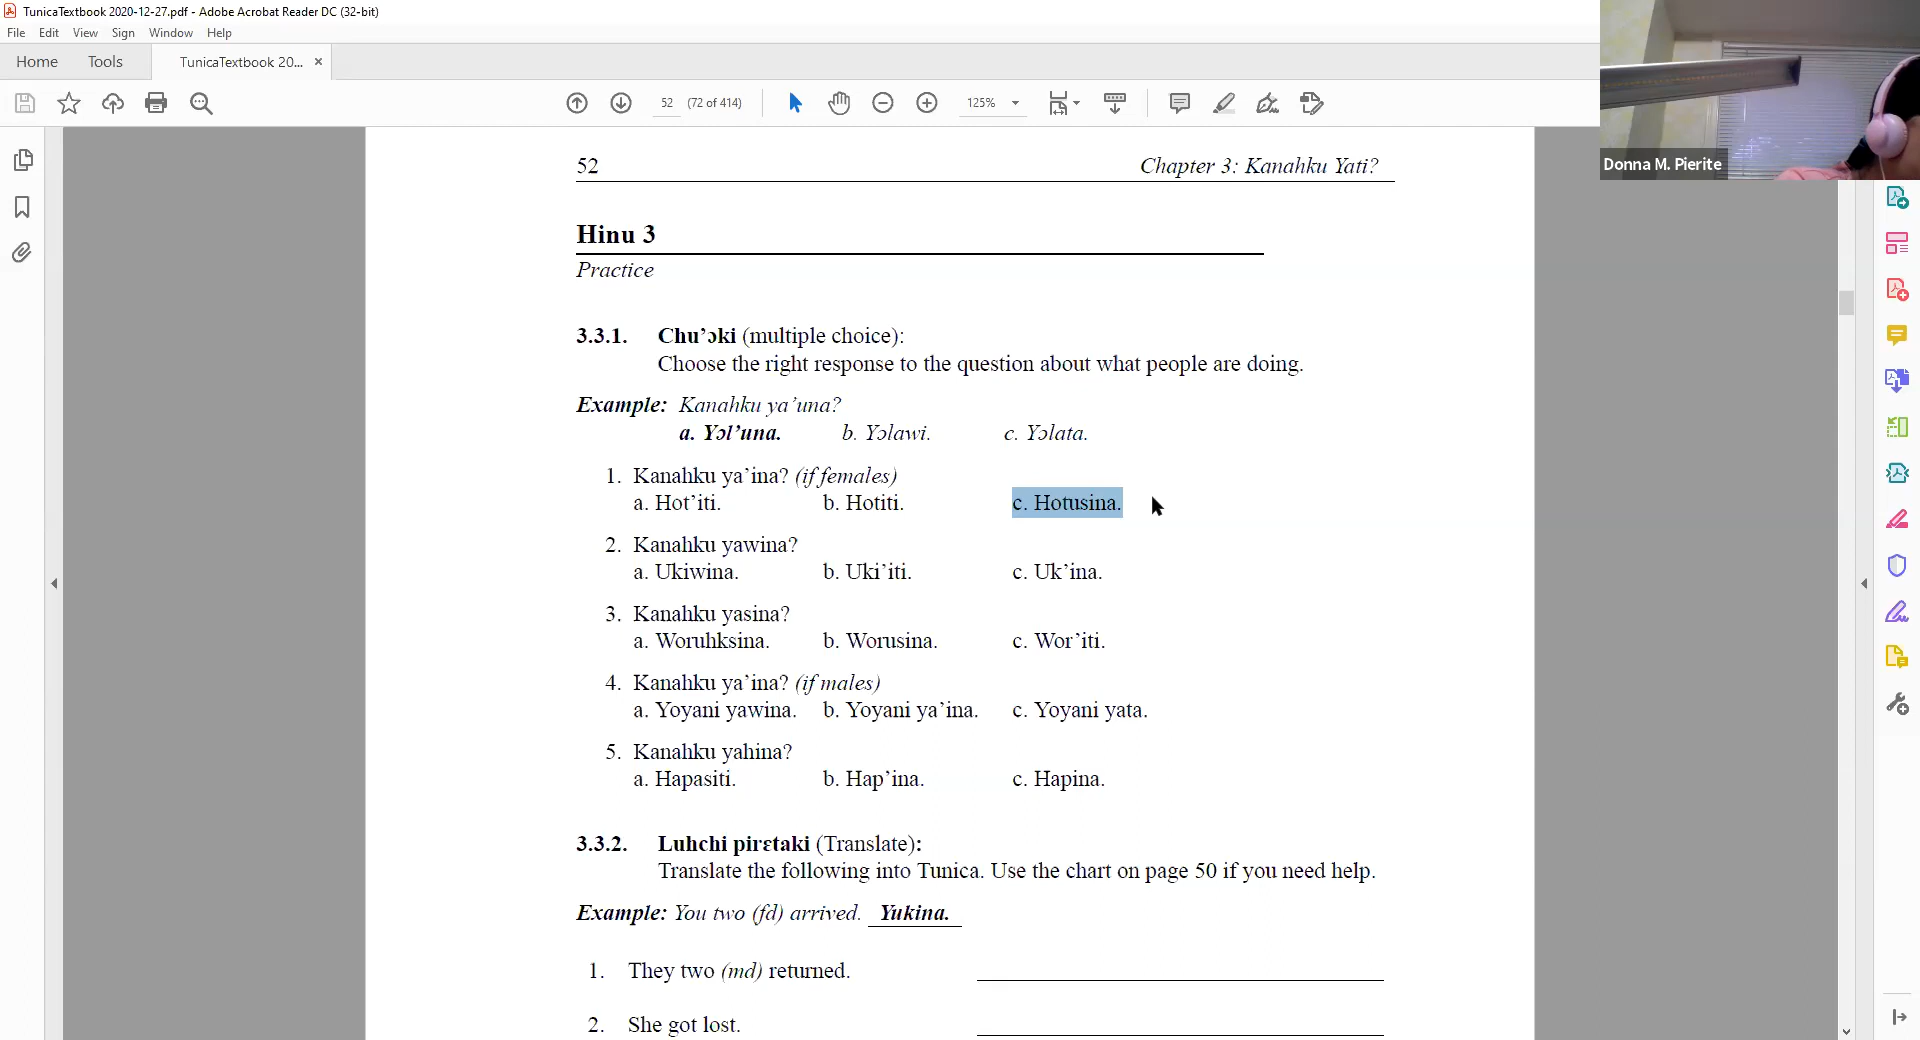 TunicaTextbook 2020-12-27.pdf - Adobe Acrobat Reader DC (32-bit)
File Edit View Sign Window Help
Home Tools TunicaTextbook 20... ×
52 (72 of 414) 125%
Donna M. Pierite
52 Chapter 3: Kanahku Yati?
Hinu 3
Practice
3.3.1. Chu’ɔki (multiple choice):
Choose the right response to the question about what people are doing.
Example: Kanahku ya’una?
a. Yɔl’una. b. Yɔlawi. c. Yɔlata.
1. Kanahku ya’ina? (if females)
a. Hot’iti. b. Hotiti. c. Hotusina.
2. Kanahku yawina?
a. Ukiwina. b. Uki’iti. c. Uk’ina.
3. Kanahku yasina?
a. Woruhksina. b. Worusina. c. Wor’iti.
4. Kanahku ya’ina? (if males)
a. Yoyani yawina. b. Yoyani ya’ina. c. Yoyani yata.
5. Kanahku yahina?
a. Hapasiti. b. Hap’ina. c. Hapina.
3.3.2. Luhchi pirɛtaki (Translate):
Translate the following into Tunica. Use the chart on page 50 if you need help.
Example: You two (fd) arrived. Yukina.
1. They two (md) returned.
2. She got lost.